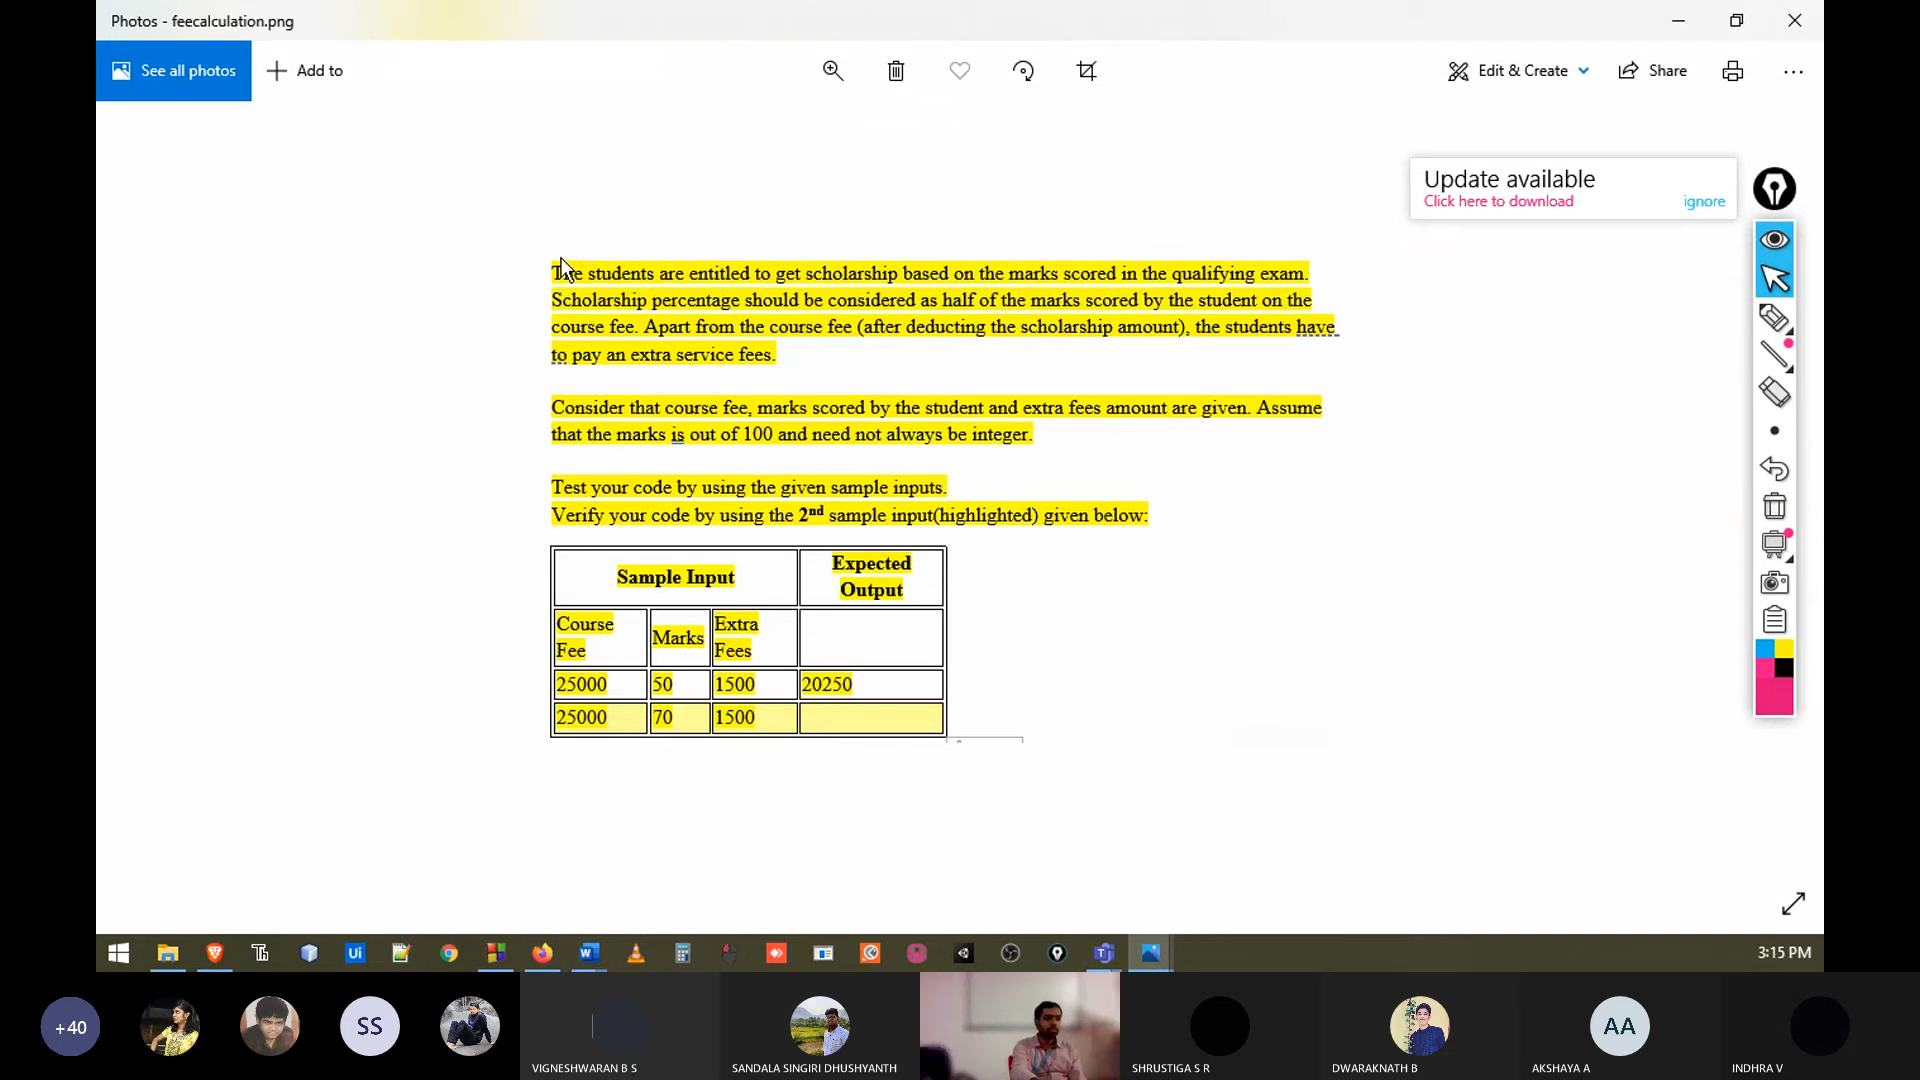 Photos - feecalculation.png
See all photos
Add to
Edit & Create
Share
Update available
Click here to download
ignore
The students are entitled to get scholarship based on the marks scored in the qualifying exam.
Scholarship percentage should be considered as half of the marks scored by the student on the
course fee. Apart from the course fee (after deducting the scholarship amount), the students have
to pay an extra service fees.
Consider that course fee, marks scored by the student and extra fees amount are given. Assume
that the marks is out of 100 and need not always be integer.
Test your code by using the given sample inputs.
Verify your code by using the 2nd sample input(highlighted) given below:
Sample Input
Expected
Output
Course
Fee
Marks
Extra
Fees
25000 50 1500 20250
25000 70 1500
Ui
3:15 PM
+40
SS
AA
VIGNESHWARAN B S
SANDALA SINGIRI DHUSHYANTH
SHRUSTIGA S R
DWARAKNATH B
AKSHAYA A
INDHRA V